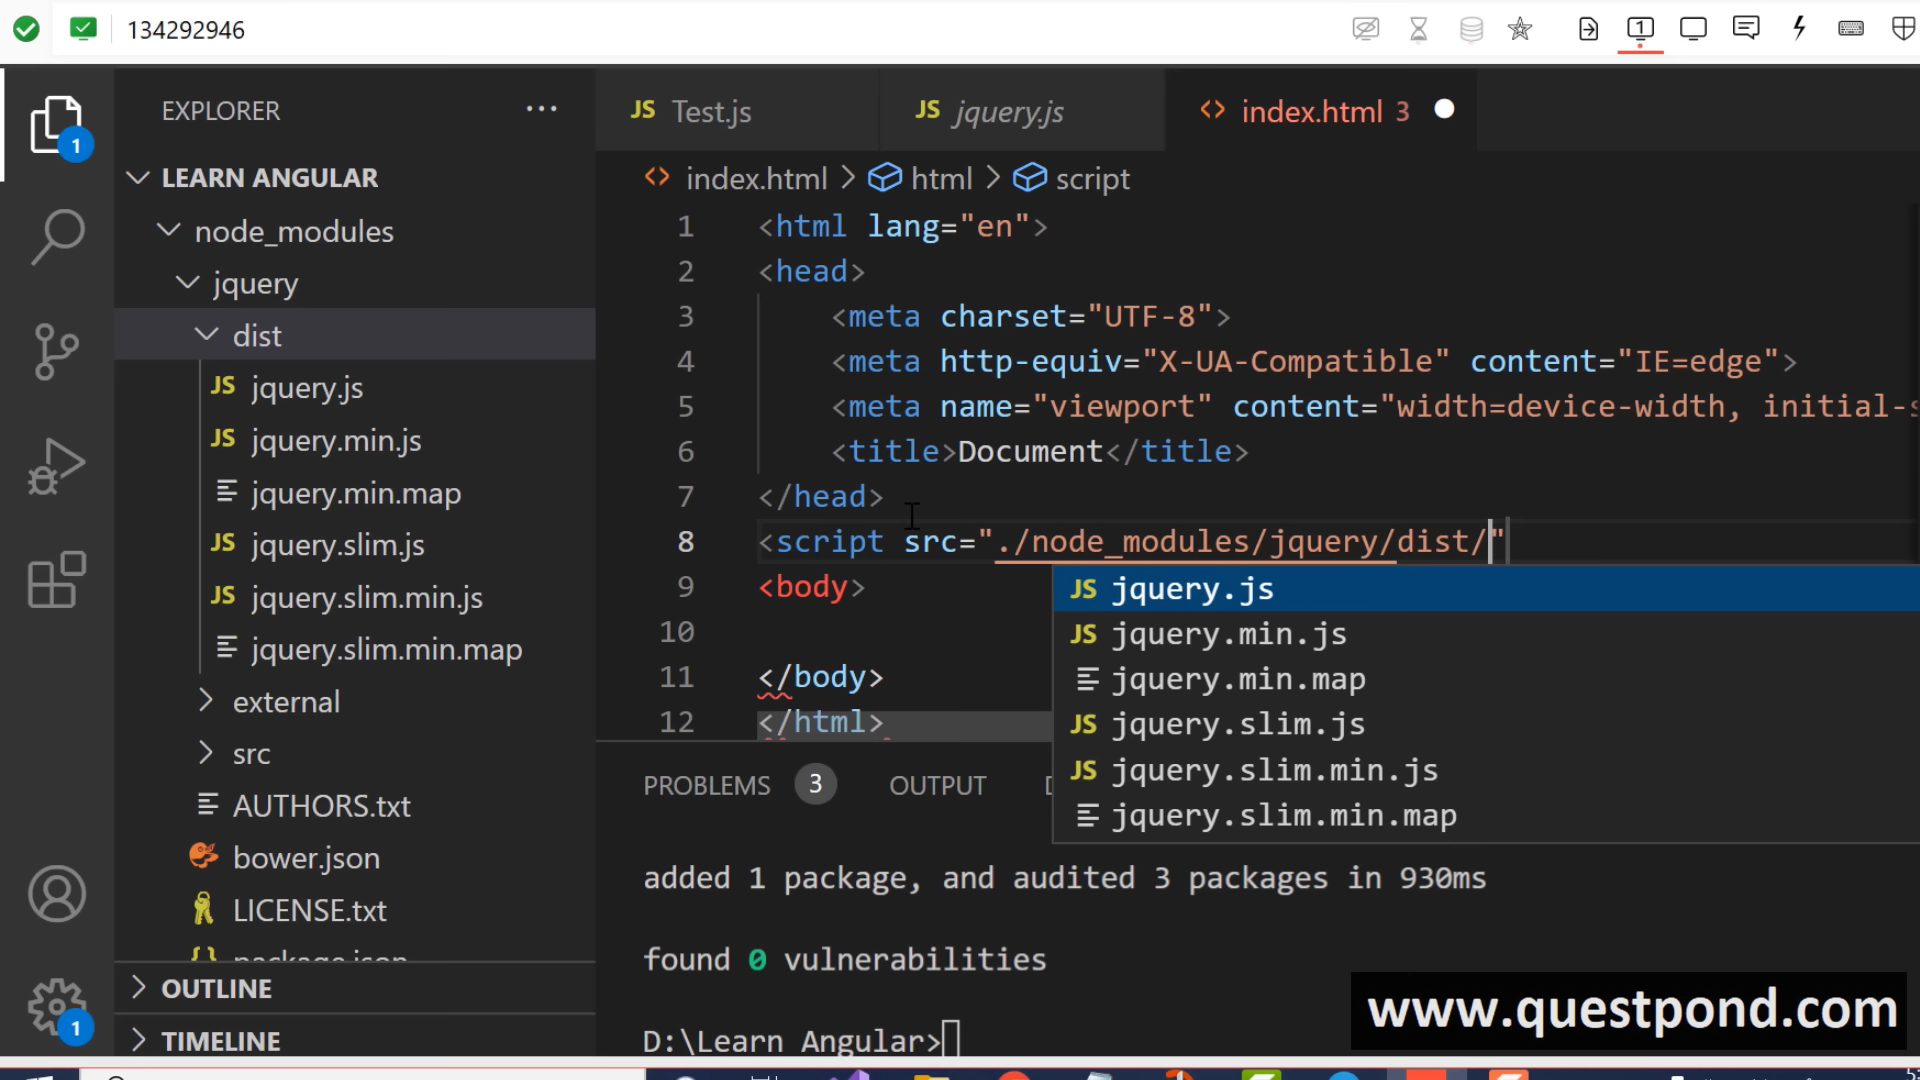 134292946
1
EXPLORER ...
JS Test.js JS jquery.js <> index.html 3
1
LEARN ANGULAR
<> index.html > html > script
node_modules
jquery
dist
JS jquery.js
JS jquery.min.js
jquery.min.map
JS jquery.slim.js
JS jquery.slim.min.js
jquery.slim.min.map
external
src
AUTHORS.txt
bower.json
LICENSE.txt
{} package.json
OUTLINE
TIMELINE
1
1 <html lang="en">
2 <head>
3 <meta charset="UTF-8">
4 <meta http-equiv="X-UA-Compatible" content="IE=edge">
5 <meta name="viewport" content="width=device-width, initial-s
6 <title>Document</title>
7 </head>
8 <script src="./node_modules/jquery/dist/"
9 <body>
10
11 </body>
12 </html>
JS jquery.js
JS jquery.min.js
jquery.min.map
JS jquery.slim.js
JS jquery.slim.min.js
jquery.slim.min.map
PROBLEMS 3 OUTPUT
added 1 package, and audited 3 packages in 930ms
found 0 vulnerabilities
D:\Learn Angular>
www.questpond.com